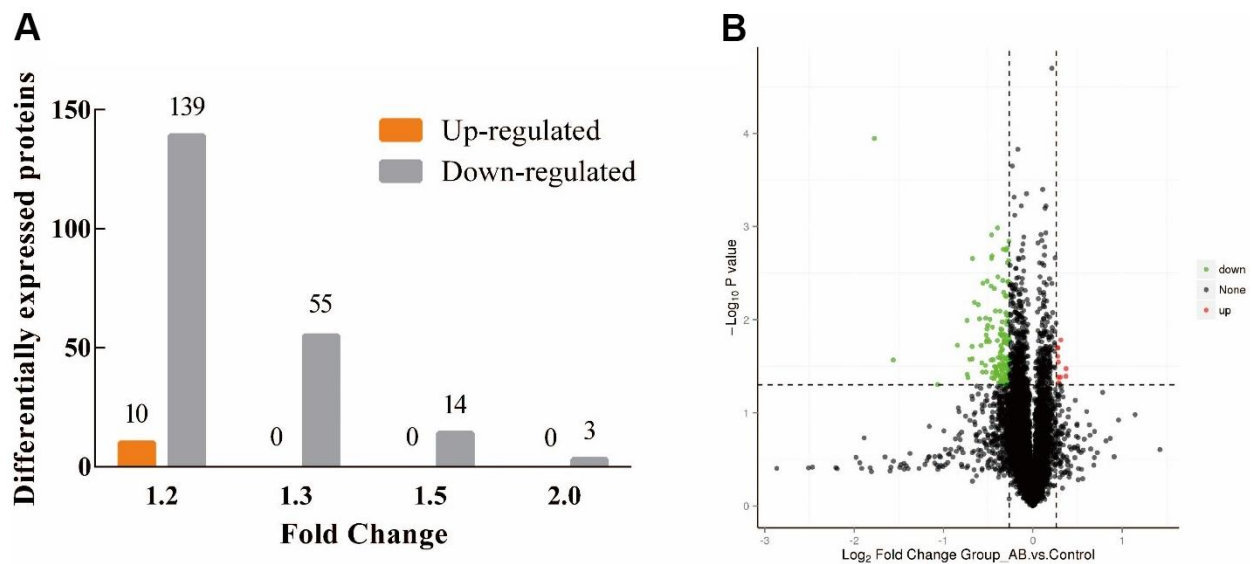 A
Differentially expressed proteins
150
100
50
0
139
10
55
0
14
0
3
0
Up-regulated
Down-regulated
1.2 1.3 1.5 2.0
Fold Change
B
−Log10 P value
4
3
2
1
0
-3 -2 -1 0 1
Log2 Fold Change Group_AB.vs.Control
down
None
up